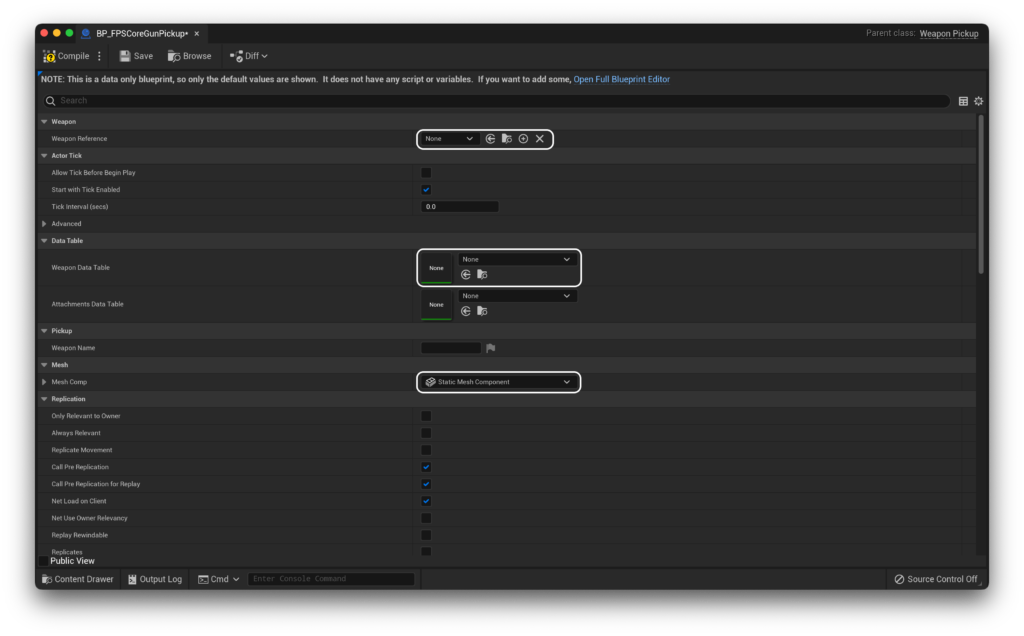 BP_FPSCoreGunPickup* ×
Parent class: Weapon Pickup
Compile Save Browse Diff
NOTE: This is a data only blueprint, so only the default values are shown. It does not have any script or variables. If you want to add some, Open Full Blueprint Editor
Search
Weapon
Weapon Reference None
Actor Tick
Allow Tick Before Begin Play
Start with Tick Enabled
Tick Interval (secs) 0.0
Advanced
Data Table
Weapon Data Table None None
Attachments Data Table None None
Pickup
Weapon Name
Mesh
Mesh Comp Static Mesh Component
Replication
Only Relevant to Owner
Always Relevant
Replicate Movement
Call Pre Replication
Call Pre Replication for Replay
Net Load on Client
Net Use Owner Relevancy
Replay Rewindable
Replicates
Public View
Content Drawer Output Log Cmd Enter Console Command Source Control Off